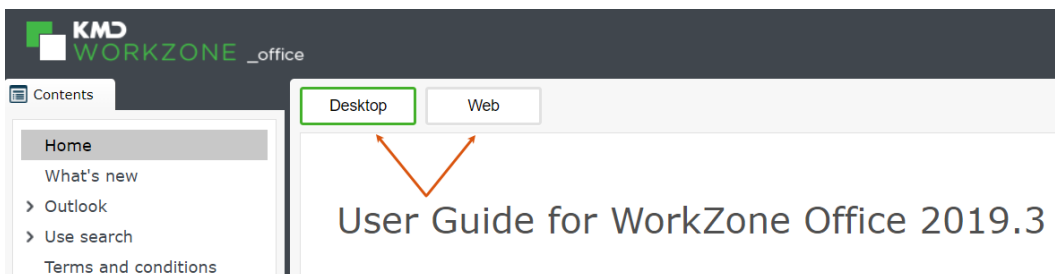 KMD
WORKZONE _office
Contents
Desktop Web
Home
What's new
Outlook
Use search
Terms and conditions
User Guide for WorkZone Office 2019.3